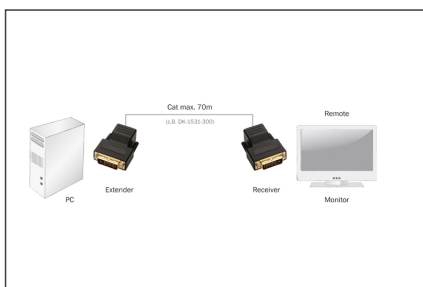 Cat max. 70m
(z.B. DK-1531-300)
Remote
PC
Extender
Receiver
Monitor